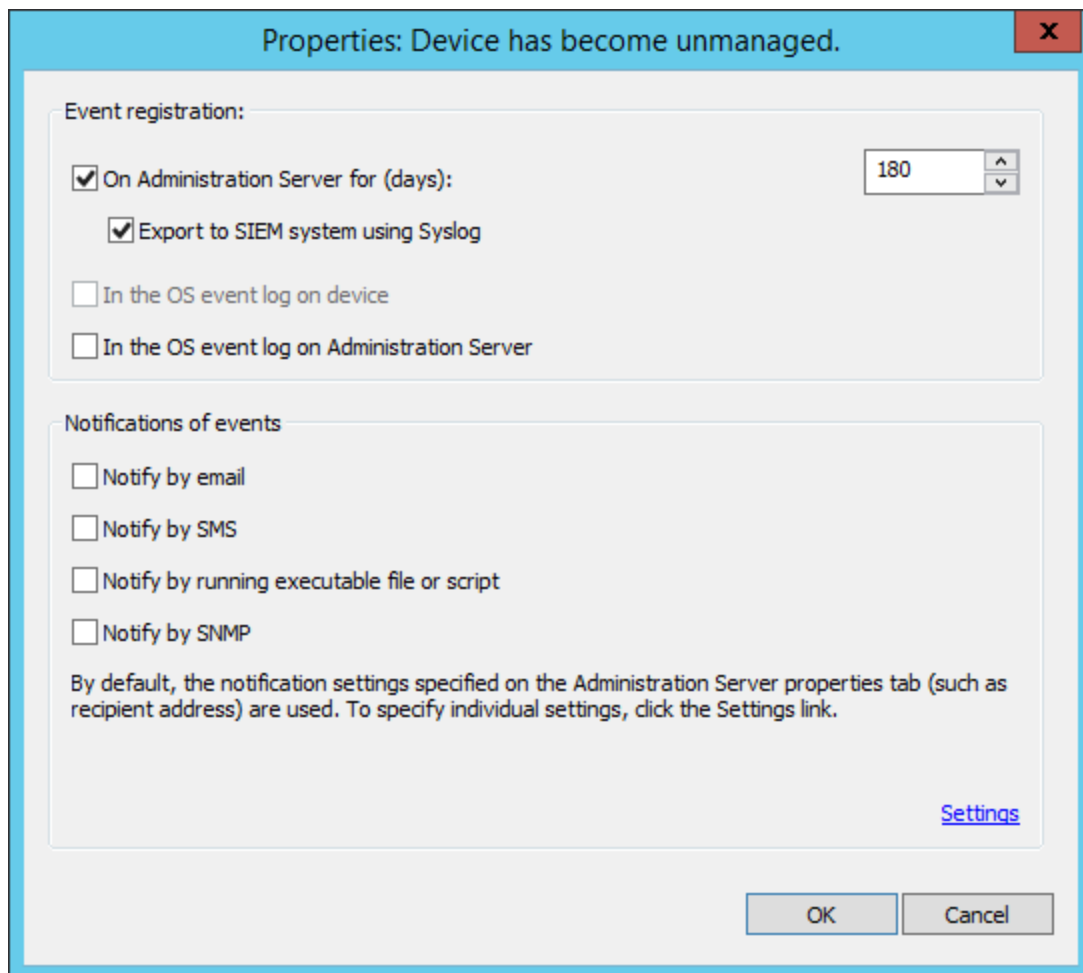 Properties: Device has become unmanaged.
x
Event registration:
On Administration Server for (days):
180
Export to SIEM system using Syslog
In the OS event log on device
In the OS event log on Administration Server
Notifications of events
Notify by email
Notify by SMS
Notify by running executable file or script
Notify by SNMP
By default, the notification settings specified on the Administration Server properties tab (such as
recipient address) are used. To specify individual settings, click the Settings link.
Settings
OK
Cancel